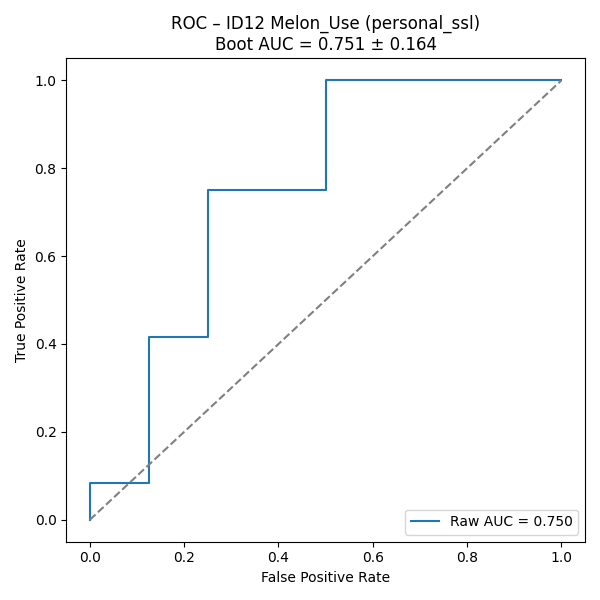 ROC – ID12 Melon_Use (personal_ssl)
Boot AUC = 0.751 ± 0.164
True Positive Rate
1.0
0.8
0.6
0.4
0.2
0.0
Raw AUC = 0.750
0.0 0.2 0.4 0.6 0.8 1.0
False Positive Rate